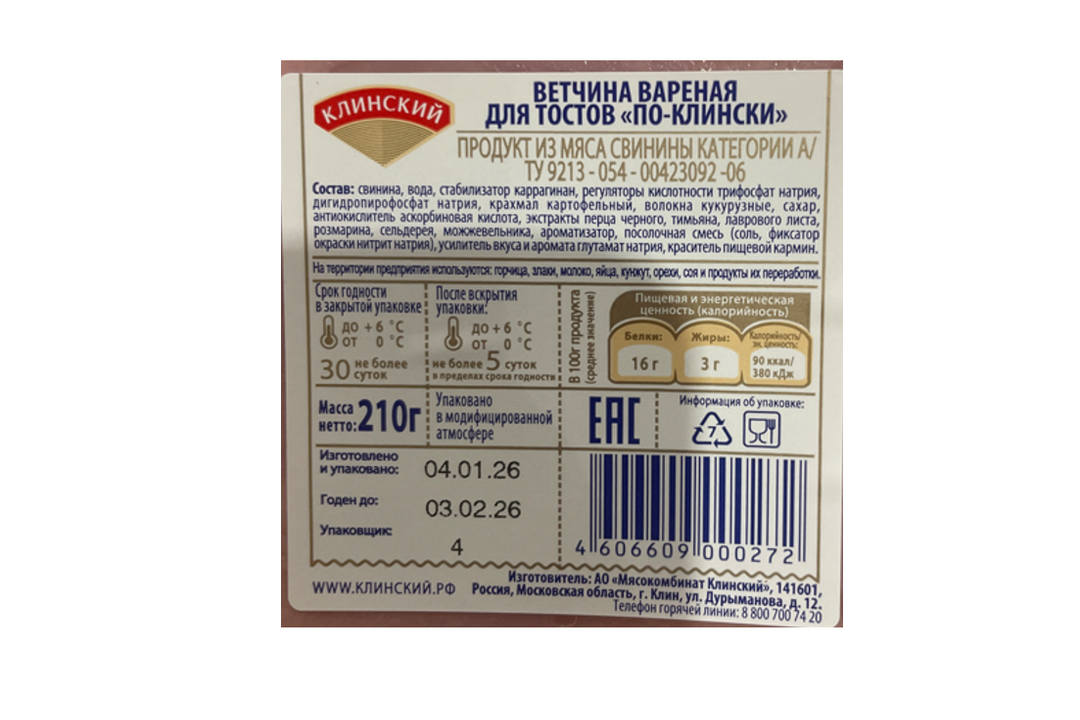 КЛИНСКИЙ
ВЕТЧИНА ВАРЕНАЯ
ДЛЯ ТОСТОВ «ПО-КЛИНСКИ»
ПРОДУКТ ИЗ МЯСА СВИНИНЫ КАТЕГОРИИ А/
ТУ 9213 - 054 - 00423092 -06
Состав: свинина, вода, стабилизатор каррагинан, регуляторы кислотности трифосфат натрия,
дигидропирофосфат натрия, крахмал картофельный, волокна кукурузные, сахар,
антиокислитель аскорбиновая кислота, экстракты перца черного, тимьяна, лаврового листа,
розмарина, сельдерея, можжевельника, ароматизатор, посолочная смесь (соль, фиксатор
окраски нитрит натрия), усилитель вкуса и аромата глутамат натрия, краситель пищевой кармин.
На территории предприятия используются: горчица, злаки, молоко, яйца, кунжут, орехи, соя и продукты их переработки.
Срок годности
в закрытой упаковке
до +6 °C
от 0 °C
30 не более
суток
После вскрытия
упаковки:
до +6 °C
от 0 °C
не более 5 суток
в пределах срока годности
В 100г продукта
(среднее значение)
Пищевая и энергетическая
ценность (калорийность)
Белки:
16 г
Жиры:
3 г
Калорийность/
эн. ценность:
90 ккал/
380 кДж
Масса
нетто: 210г
Упаковано
в модифицированной
атмосфере
EAC
Информация об упаковке:
7
Изготовлено
и упаковано: 04.01.26
Годен до: 03.02.26
Упаковщик: 4
4 606609 000272
WWW.КЛИНСКИЙ.РФ
Изготовитель: АО «Мясокомбинат Клинский», 141601,
Россия, Московская область, г. Клин, ул. Дурыманова, д. 12.
Телефон горячей линии: 8 800 700 74 20